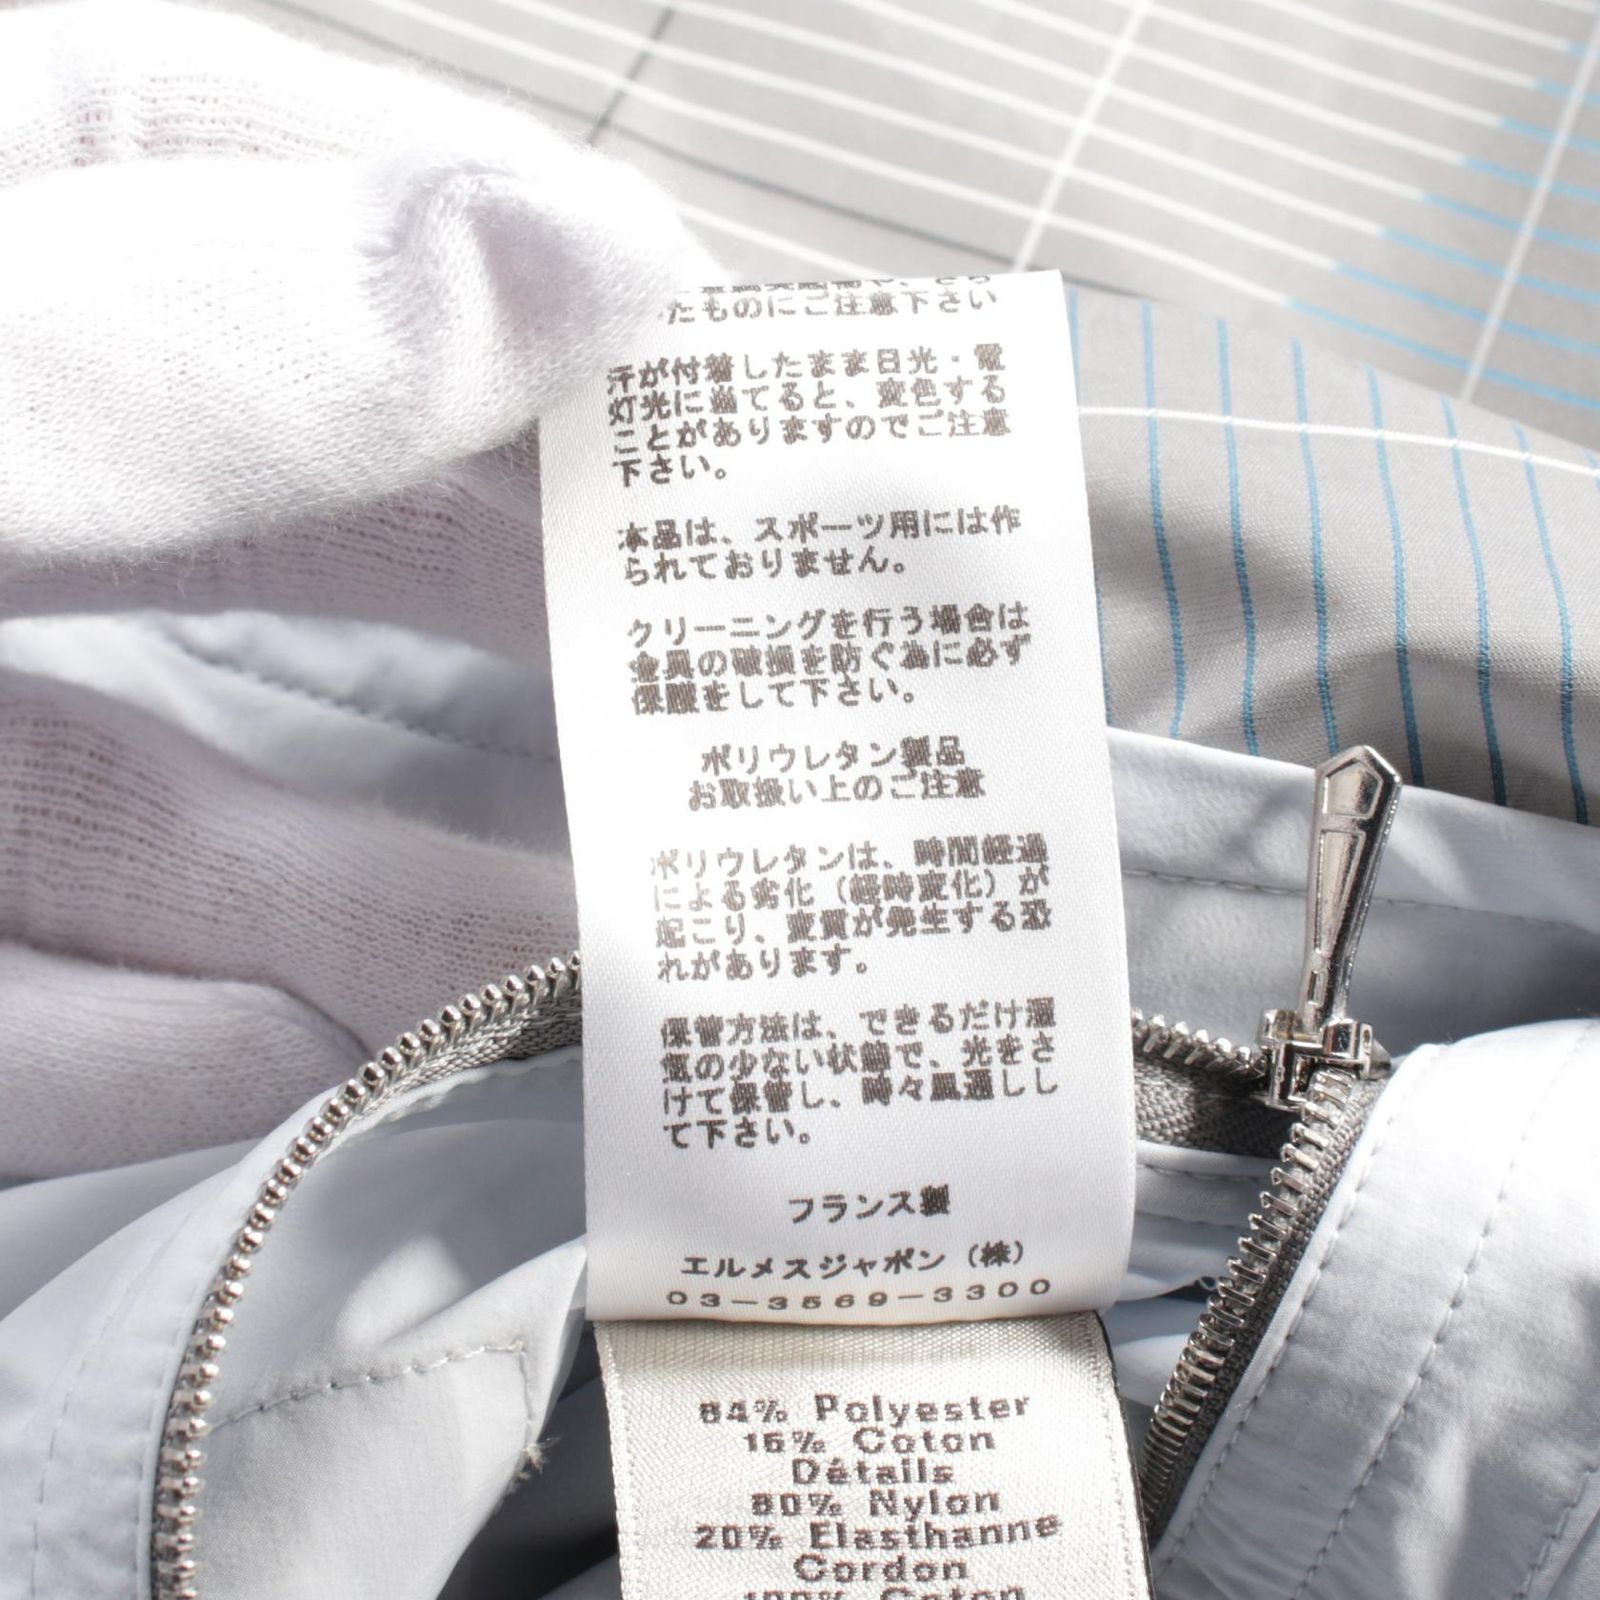 たものにご注意下さい
汗が付着したまま日光・電
灯光に当てると、変色する
ことがありますのでご注意
下さい。
本品は、スポーツ用には作
られておりません。
クリーニングを行う場合は
金具の破損を防ぐ為に必ず
保護をして下さい。
ポリウレタン製品
お取扱い上のご注意
ポリウレタンは、時間経過
による劣化（経時変化）が
起こり、変質が発生する恐
れがあります。
保管方法は、できるだけ湿
気の少ない状態で、光をさ
けて保管し、時々風通しし
て下さい。
フランス製
エルメスジャポン（株）
03－3569－3300
84% Polyester
16% Coton
Détails
80% Nylon
20% Elasthanne
Cordon
100% Coton